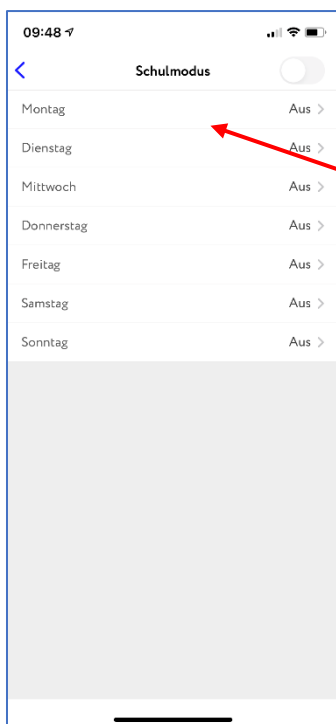 09:48
Schulmodus
Montag Aus
Dienstag Aus
Mittwoch Aus
Donnerstag Aus
Freitag Aus
Samstag Aus
Sonntag Aus